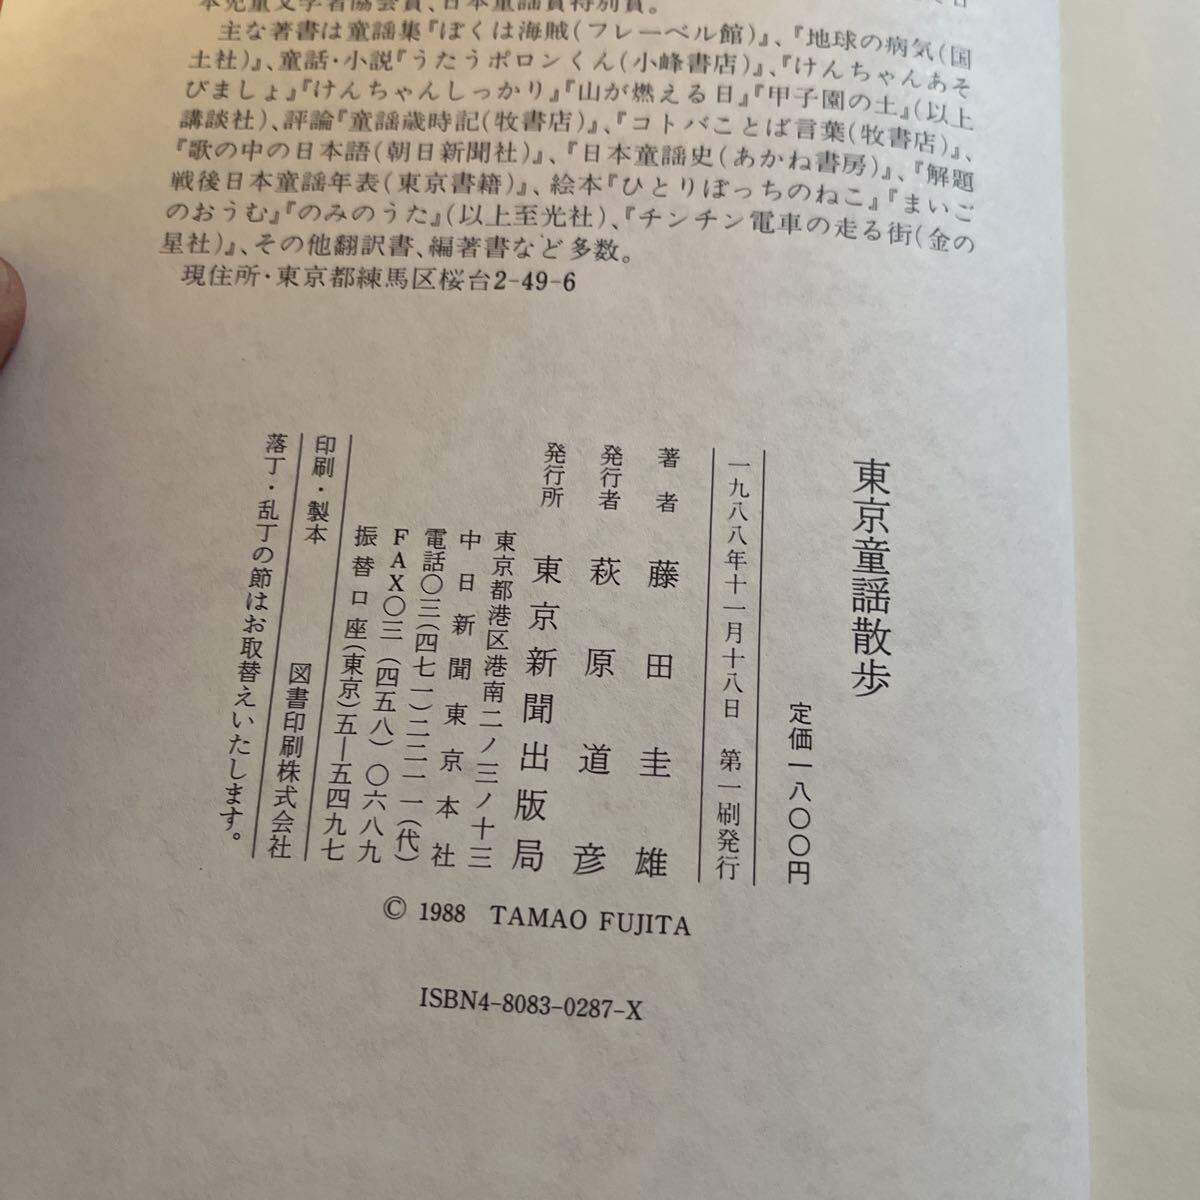 本児童文学者協会賞、日本童謡賞特別賞。
主な著書は童謡集『ぼくは海賊(フレーベル館)』、『地球の病気(国
土社)』、童話・小説『うたうポロンくん(小峰書店)』、『けんちゃんあそ
びましょ』『けんちゃんしっかり』『山が燃える日』『甲子園の土』(以上
講談社)、評論『童謡歳時記(牧書店)』、『コトバことば言葉(牧書店)』、
『歌の中の日本語(朝日新聞社)』、『日本童謡史(あかね書房)』、『解題
戦後日本童謡年表(東京書籍)』、絵本『ひとりぼっちのねこ』『まいご
のおうむ』『のみのうた』(以上至光社)、『チンチン電車の走る街(金の
星社)』、その他翻訳書、編著書など多数。
現住所・東京都練馬区桜台2-49-6
東京童謡散歩
定価一八〇〇円
一九八八年十一月十八日 第一刷発行
著者 藤田圭雄
発行者 萩原道彦
発行所 東京新聞出版局
東京都港区港南二ノ三ノ十三
中日新聞東京本社
電話〇三(四七一)二二一一(代)
FAX〇三(四五八)〇六八九
振替口座(東京)五―五四九七
印刷・製本 図書印刷株式会社
落丁・乱丁の節はお取替えいたします。
© 1988 TAMAO FUJITA
ISBN4-8083-0287-X